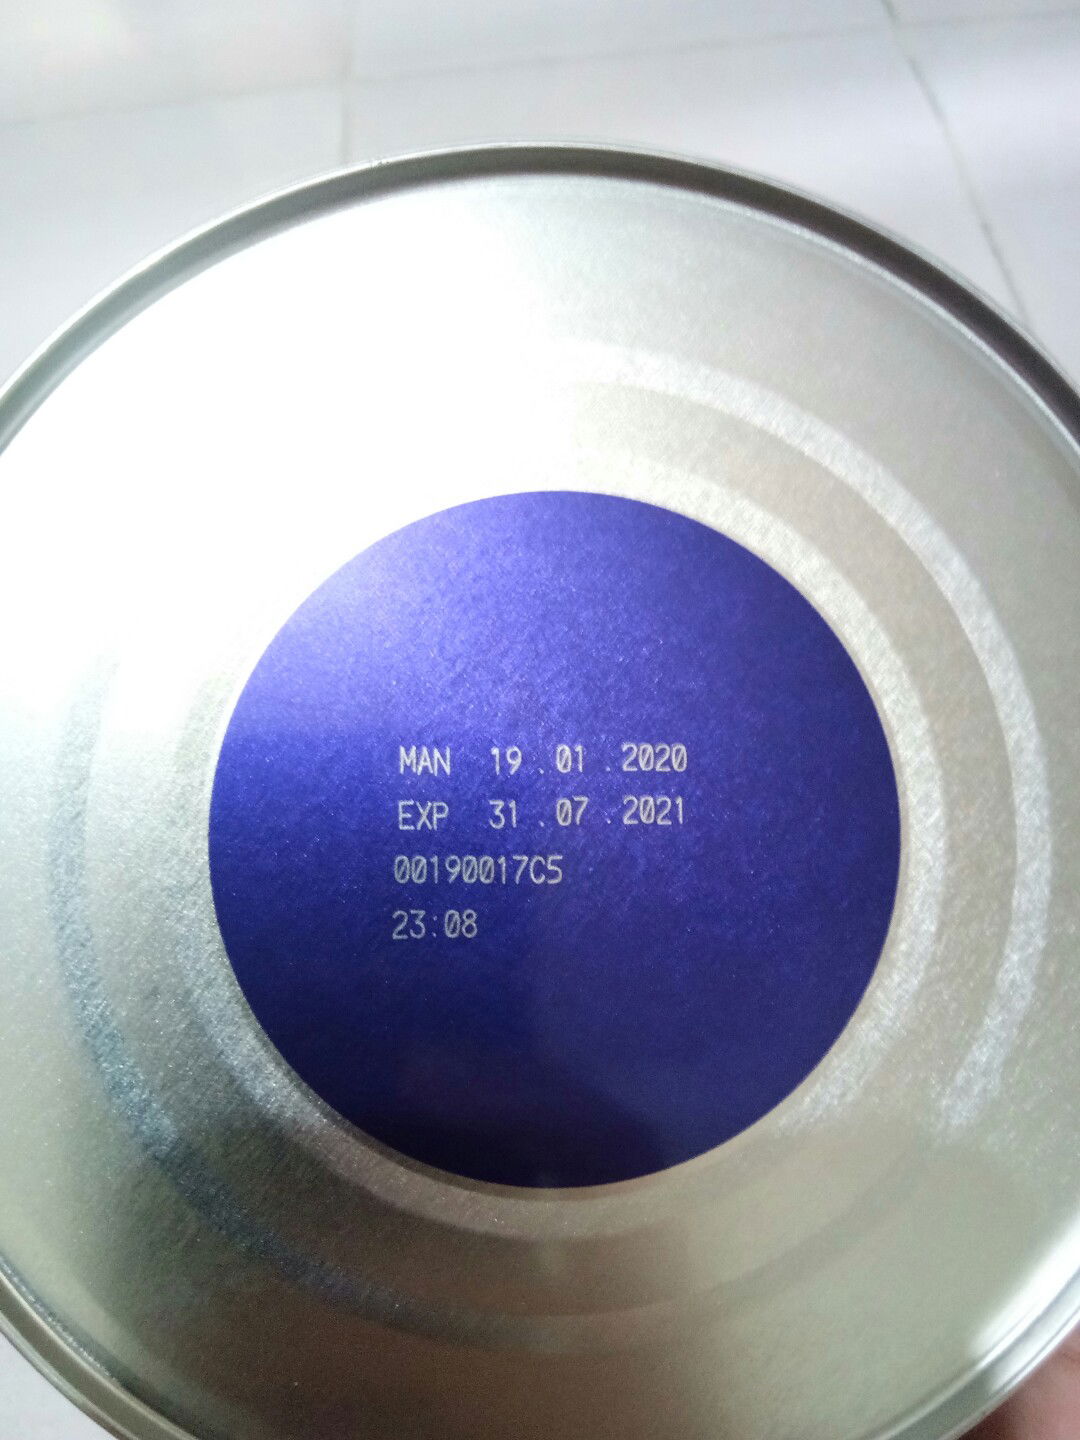 MAN 19 . 01 . 2020
EXP 31 . 07 . 2021
00190017C5
23:08